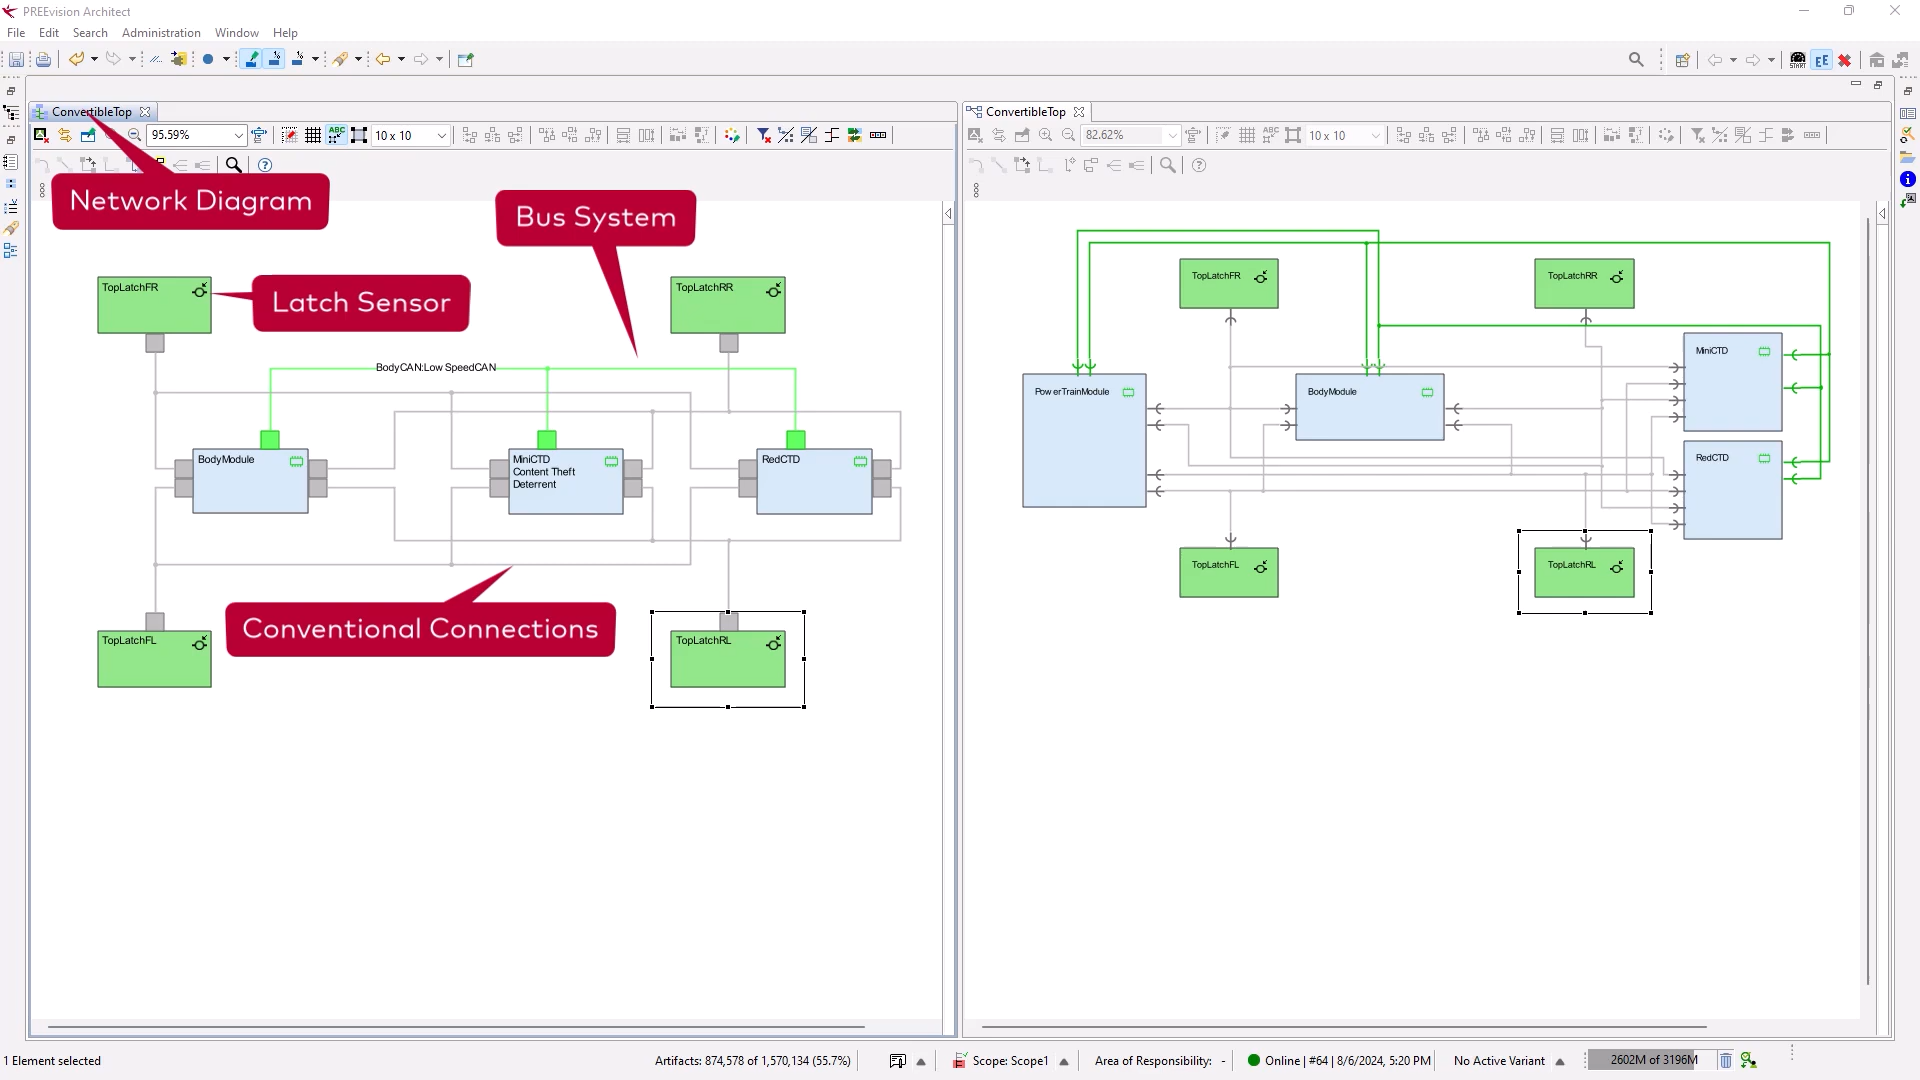 PREEvision Architect
File Edit Search Administration Window Help
START EE
ConvertibleTop
ConvertibleTop
95.59% ABC 10 x 10
82.62% ABC 10 x 10
Network Diagram
Bus System
Latch Sensor
TopLatchFR
TopLatchRR
BodyCAN:Low SpeedCAN
BodyModule
MiniCTD
Content Theft
Deterrent
RedCTD
Conventional Connections
TopLatchFL
TopLatchRL
TopLatchFR
TopLatchRR
MiniCTD
PowerTrainModule
BodyModule
RedCTD
TopLatchFL
TopLatchRL
1 Element selected
Artifacts: 874,578 of 1,570,134 (55.7%)
Scope: Scope1
Area of Responsibility: -
Online | #64 | 8/6/2024, 5:20 PM
No Active Variant
2602M of 3196M